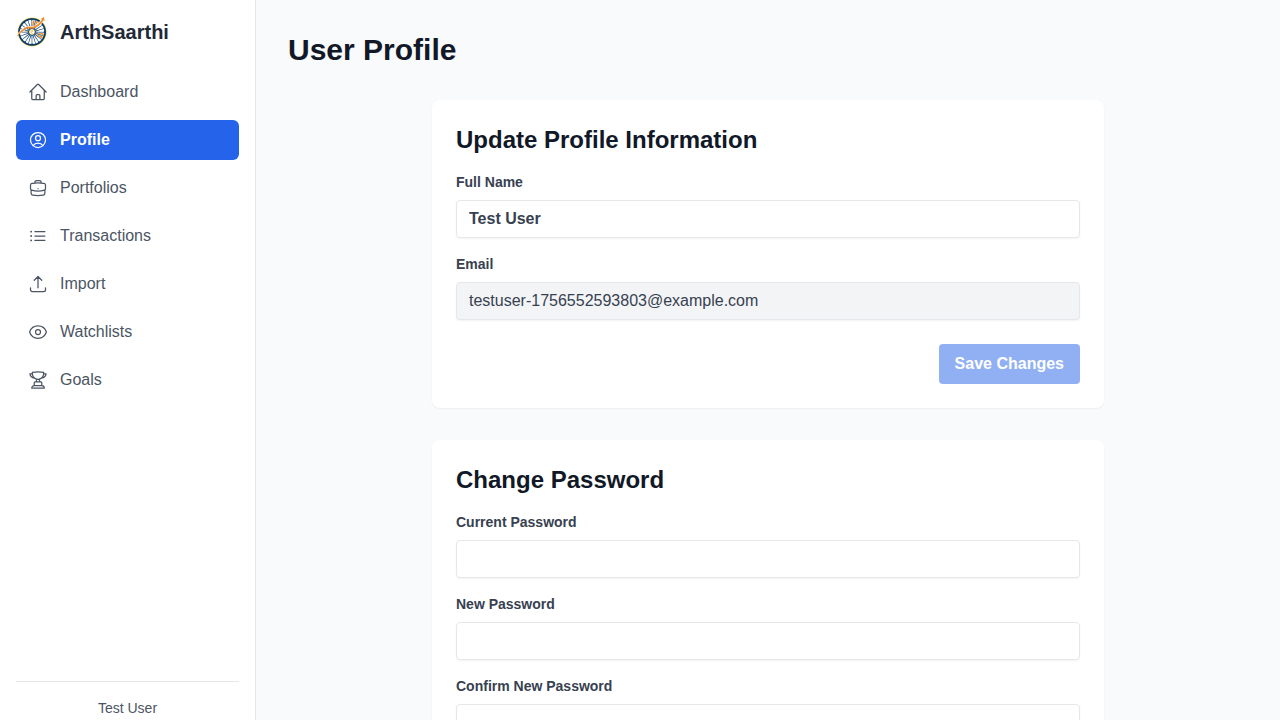 ArthSaarthi
Dashboard
Profile
Portfolios
Transactions
Import
Watchlists
Goals
Test User
User Profile
Update Profile Information
Full Name
Test User
Email
testuser-1756552593803@example.com
Save Changes
Change Password
Current Password
New Password
Confirm New Password